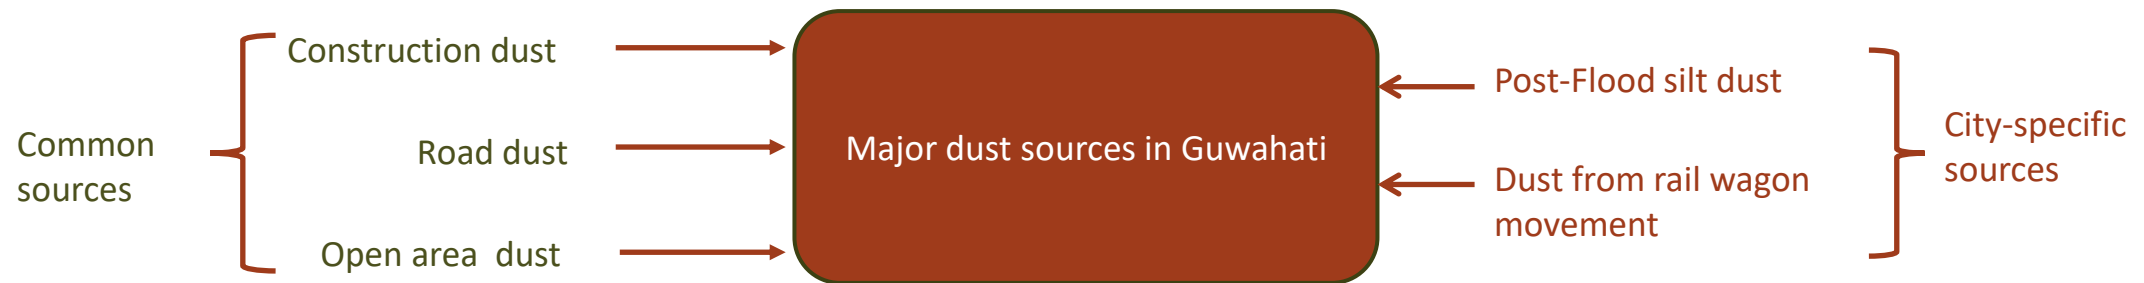 Common
sources
Construction dust
Road dust
Open area  dust
Major dust sources in Guwahati
Post-Flood silt dust
Dust from rail wagon
movement
City-specific
sources